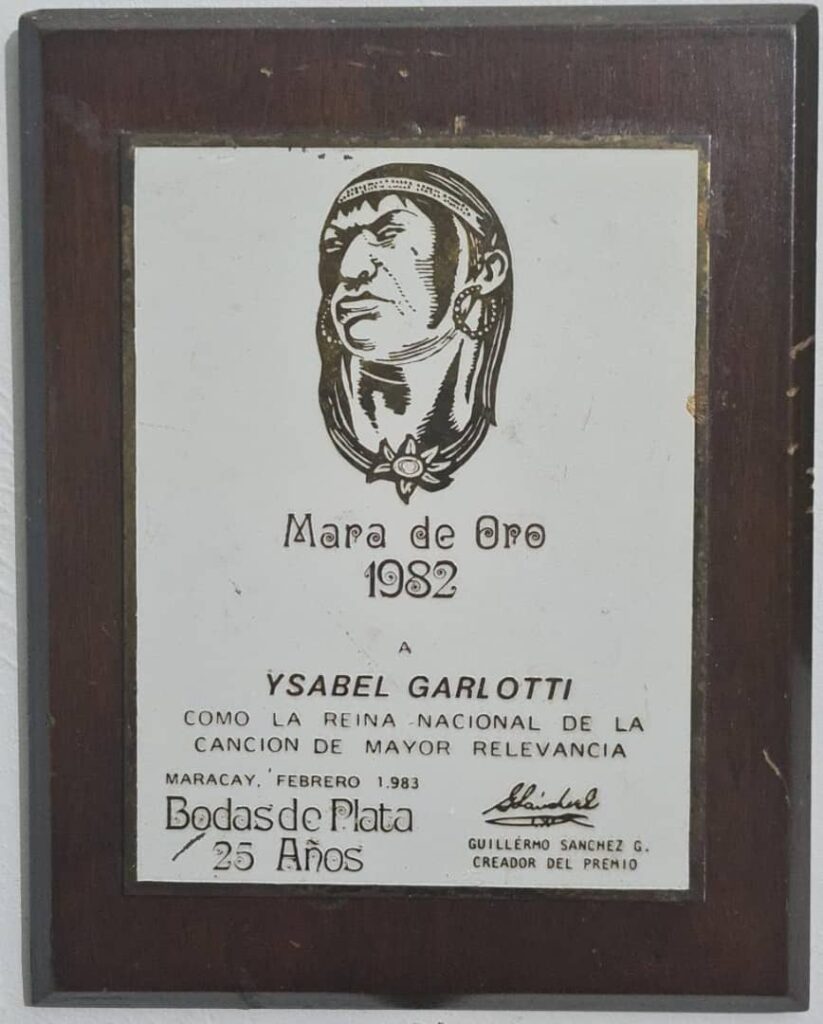 Mara de Oro
1982
A
YSABEL GARLOTTI
COMO LA REINA NACIONAL DE LA
CANCION DE MAYOR RELEVANCIA
MARACAY, FEBRERO 1.983
Bodas de Plata
25 Años
GUILLERMO SANCHEZ G.
CREADOR DEL PREMIO